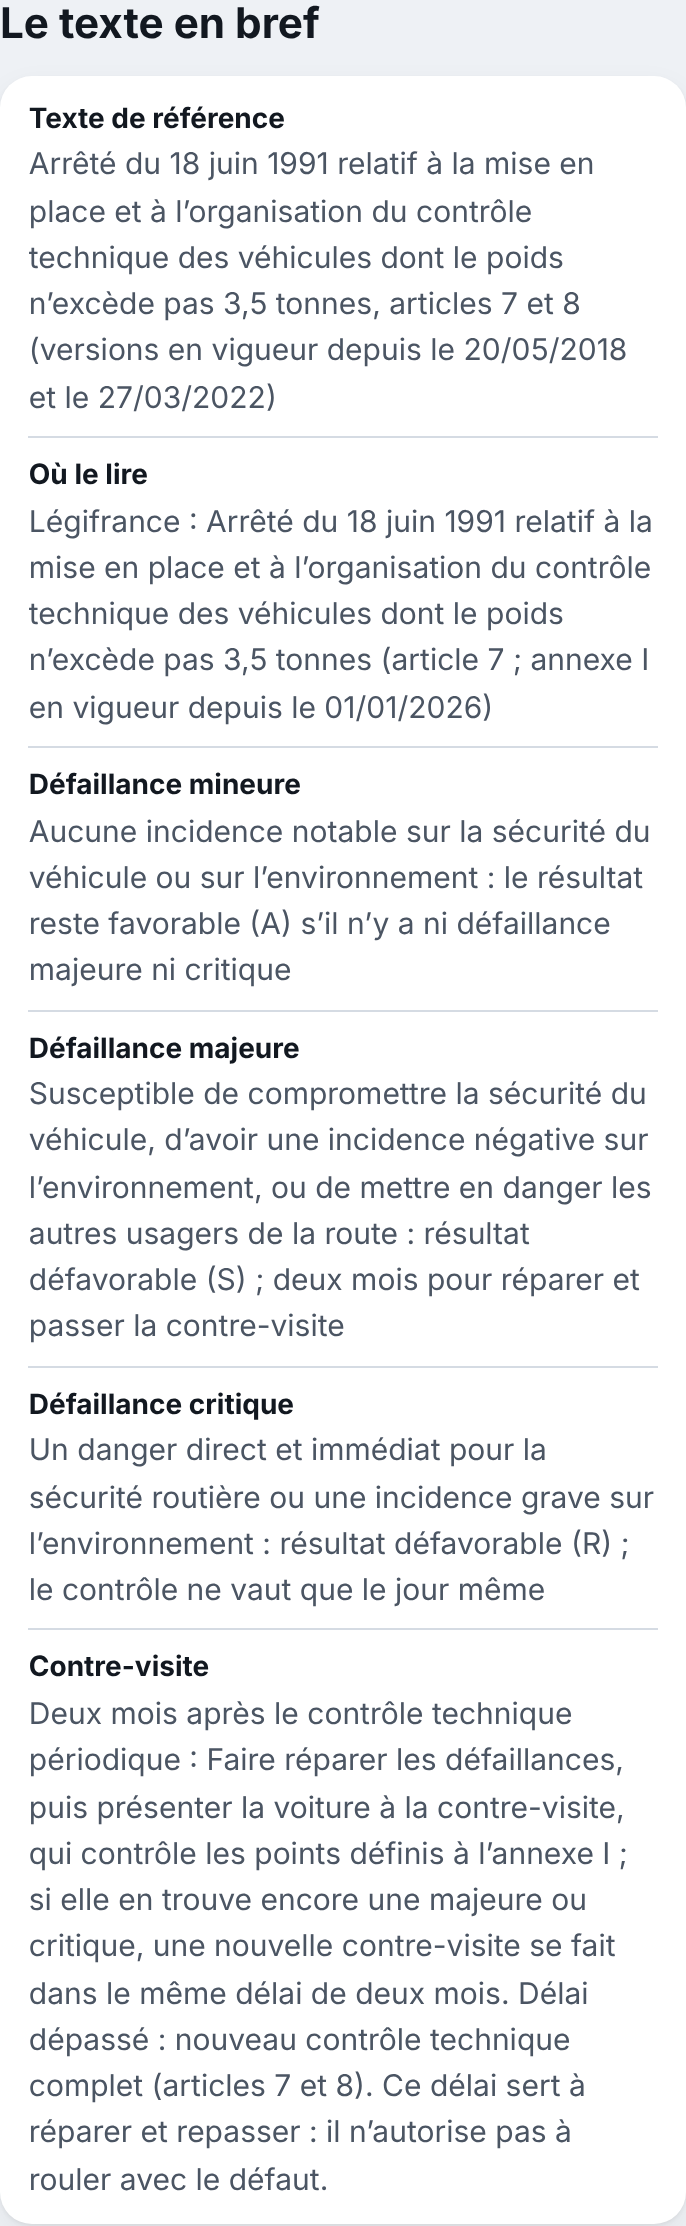 Le texte en bref
Texte de référence
Arrêté du 18 juin 1991 relatif à la mise en
place et à l’organisation du contrôle
technique des véhicules dont le poids
n’excède pas 3,5 tonnes, articles 7 et 8
(versions en vigueur depuis le 20/05/2018
et le 27/03/2022)
Où le lire
Légifrance : Arrêté du 18 juin 1991 relatif à la
mise en place et à l’organisation du contrôle
technique des véhicules dont le poids
n’excède pas 3,5 tonnes (article 7 ; annexe I
en vigueur depuis le 01/01/2026)
Défaillance mineure
Aucune incidence notable sur la sécurité du
véhicule ou sur l’environnement : le résultat
reste favorable (A) s’il n’y a ni défaillance
majeure ni critique
Défaillance majeure
Susceptible de compromettre la sécurité du
véhicule, d’avoir une incidence négative sur
l’environnement, ou de mettre en danger les
autres usagers de la route : résultat
défavorable (S) ; deux mois pour réparer et
passer la contre-visite
Défaillance critique
Un danger direct et immédiat pour la
sécurité routière ou une incidence grave sur
l’environnement : résultat défavorable (R) ;
le contrôle ne vaut que le jour même
Contre-visite
Deux mois après le contrôle technique
périodique : Faire réparer les défaillances,
puis présenter la voiture à la contre-visite,
qui contrôle les points définis à l’annexe I ;
si elle en trouve encore une majeure ou
critique, une nouvelle contre-visite se fait
dans le même délai de deux mois. Délai
dépassé : nouveau contrôle technique
complet (articles 7 et 8). Ce délai sert à
réparer et repasser : il n’autorise pas à
rouler avec le défaut.